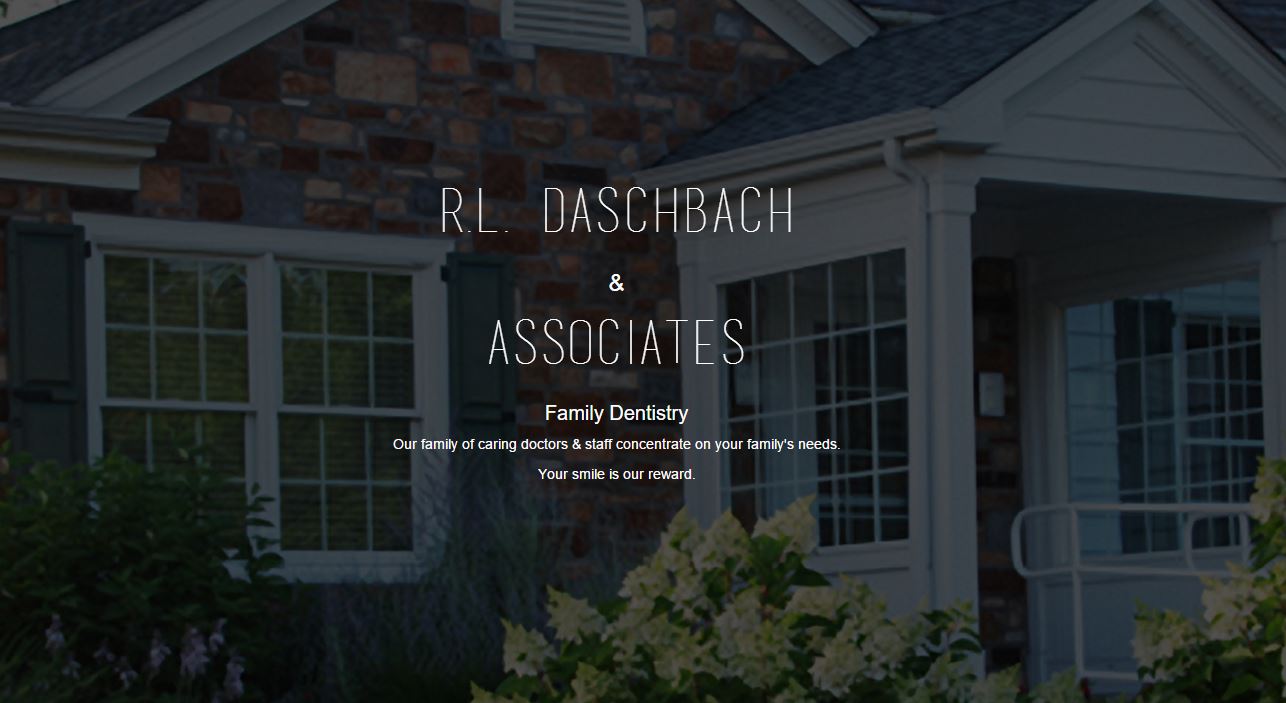 R.L. DASCHBACH
&
ASSOCIATES
Family Dentistry
Our family of caring doctors & staff concentrate on your family's needs.
Your smile is our reward.